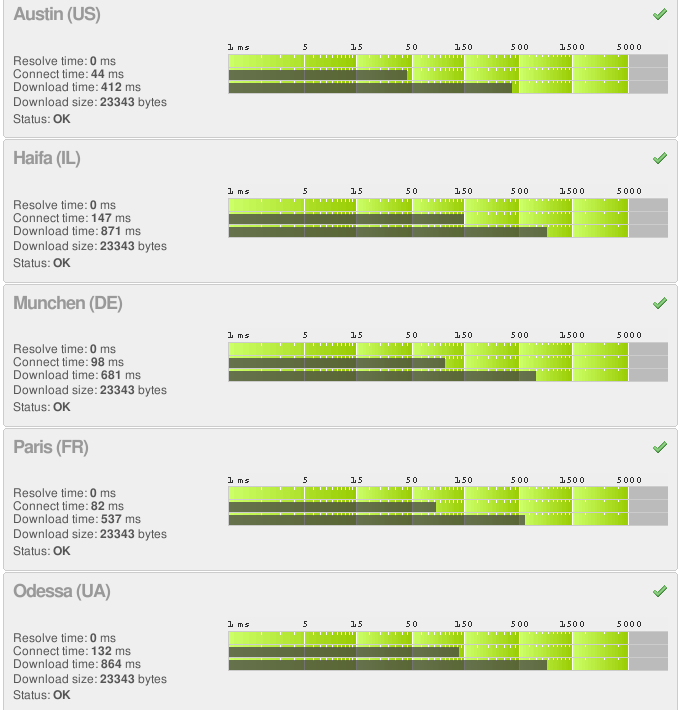 Austin (US)
1 ms 5 15 50 150 500 1500 5000
Resolve time: 0 ms
Connect time: 44 ms
Download time: 412 ms
Download size: 23343 bytes
Status: OK
Haifa (IL)
1 ms 5 15 50 150 500 1500 5000
Resolve time: 0 ms
Connect time: 147 ms
Download time: 871 ms
Download size: 23343 bytes
Status: OK
Munchen (DE)
1 ms 5 15 50 150 500 1500 5000
Resolve time: 0 ms
Connect time: 98 ms
Download time: 681 ms
Download size: 23343 bytes
Status: OK
Paris (FR)
1 ms 5 15 50 150 500 1500 5000
Resolve time: 0 ms
Connect time: 82 ms
Download time: 537 ms
Download size: 23343 bytes
Status: OK
Odessa (UA)
1 ms 5 15 50 150 500 1500 5000
Resolve time: 0 ms
Connect time: 132 ms
Download time: 864 ms
Download size: 23343 bytes
Status: OK